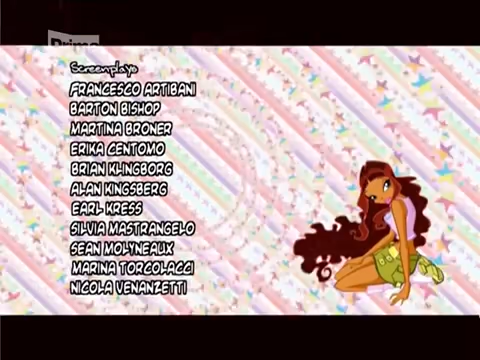 Prima
Screenplays
FRANCESCO ARTIBANI
BARTON BISHOP
MARTINA BRONER
ERIKA CENTOMO
BRIAN KLINGBORG
ALAN KINGSBERG
EARL KRESS
SILVIA MASTRANGELO
SEAN MOLYNEAUX
MARINA TORCOLACCI
NICOLA VENANZETTI